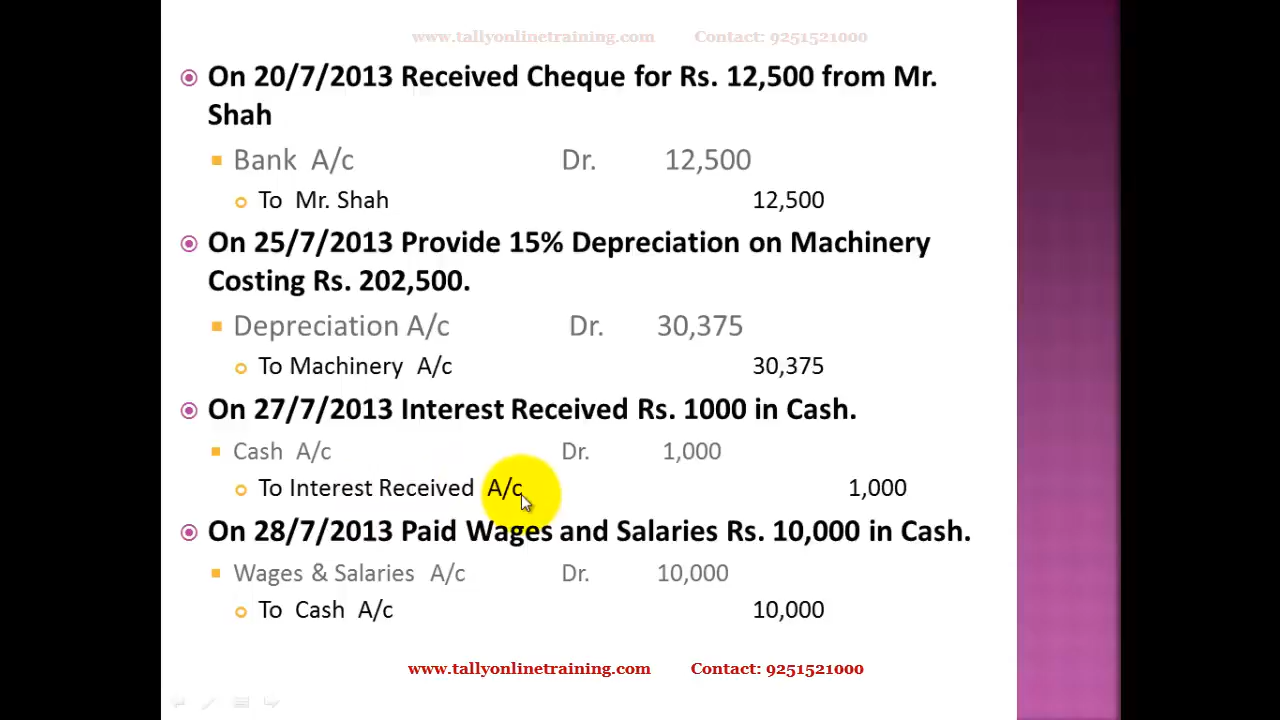 www.tallyonlinetraining.com Contact: 9251521000
On 20/7/2013 Received Cheque for Rs. 12,500 from Mr.
Shah
Bank A/c Dr. 12,500
To Mr. Shah 12,500
On 25/7/2013 Provide 15% Depreciation on Machinery
Costing Rs. 202,500.
Depreciation A/c Dr. 30,375
To Machinery A/c 30,375
On 27/7/2013 Interest Received Rs. 1000 in Cash.
Cash A/c Dr. 1,000
To Interest Received A/c 1,000
On 28/7/2013 Paid Wages and Salaries Rs. 10,000 in Cash.
Wages & Salaries A/c Dr. 10,000
To Cash A/c 10,000
www.tallyonlinetraining.com Contact: 9251521000